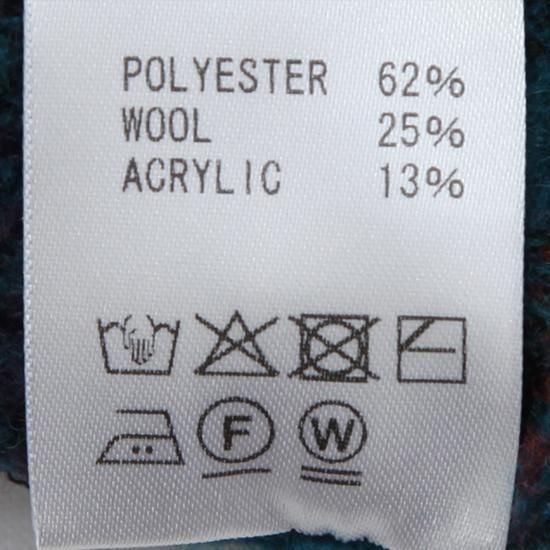 POLYESTER 62%
WOOL 25%
ACRYLIC 13%
F W